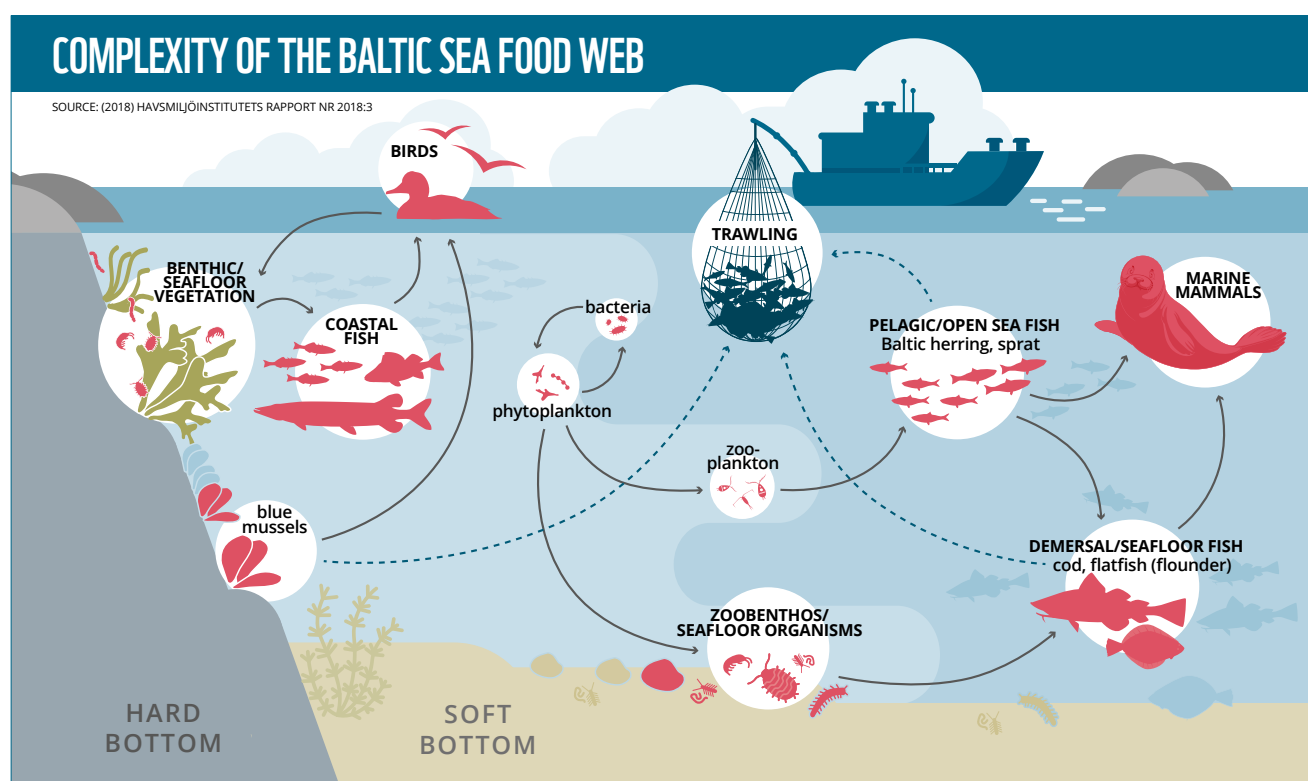 COMPLEXITY OF THE BALTIC SEA FOOD WEB
SOURCE: (2018) HAVSMILJÖINSTITUTETS RAPPORT NR 2018:3
BIRDS
TRAWLING
BENTHIC/
SEAFLOOR
VEGETATION
MARINE
MAMMALS
COASTAL
FISH
bacteria
PELAGIC/OPEN SEA FISH
Baltic herring, sprat
phytoplankton
zoo-
plankton
blue
mussels
DEMERSAL/SEAFLOOR FISH
cod, flatfish (flounder)
ZOOBENTHOS/
SEAFLOOR ORGANISMS
HARD
BOTTOM
SOFT
BOTTOM